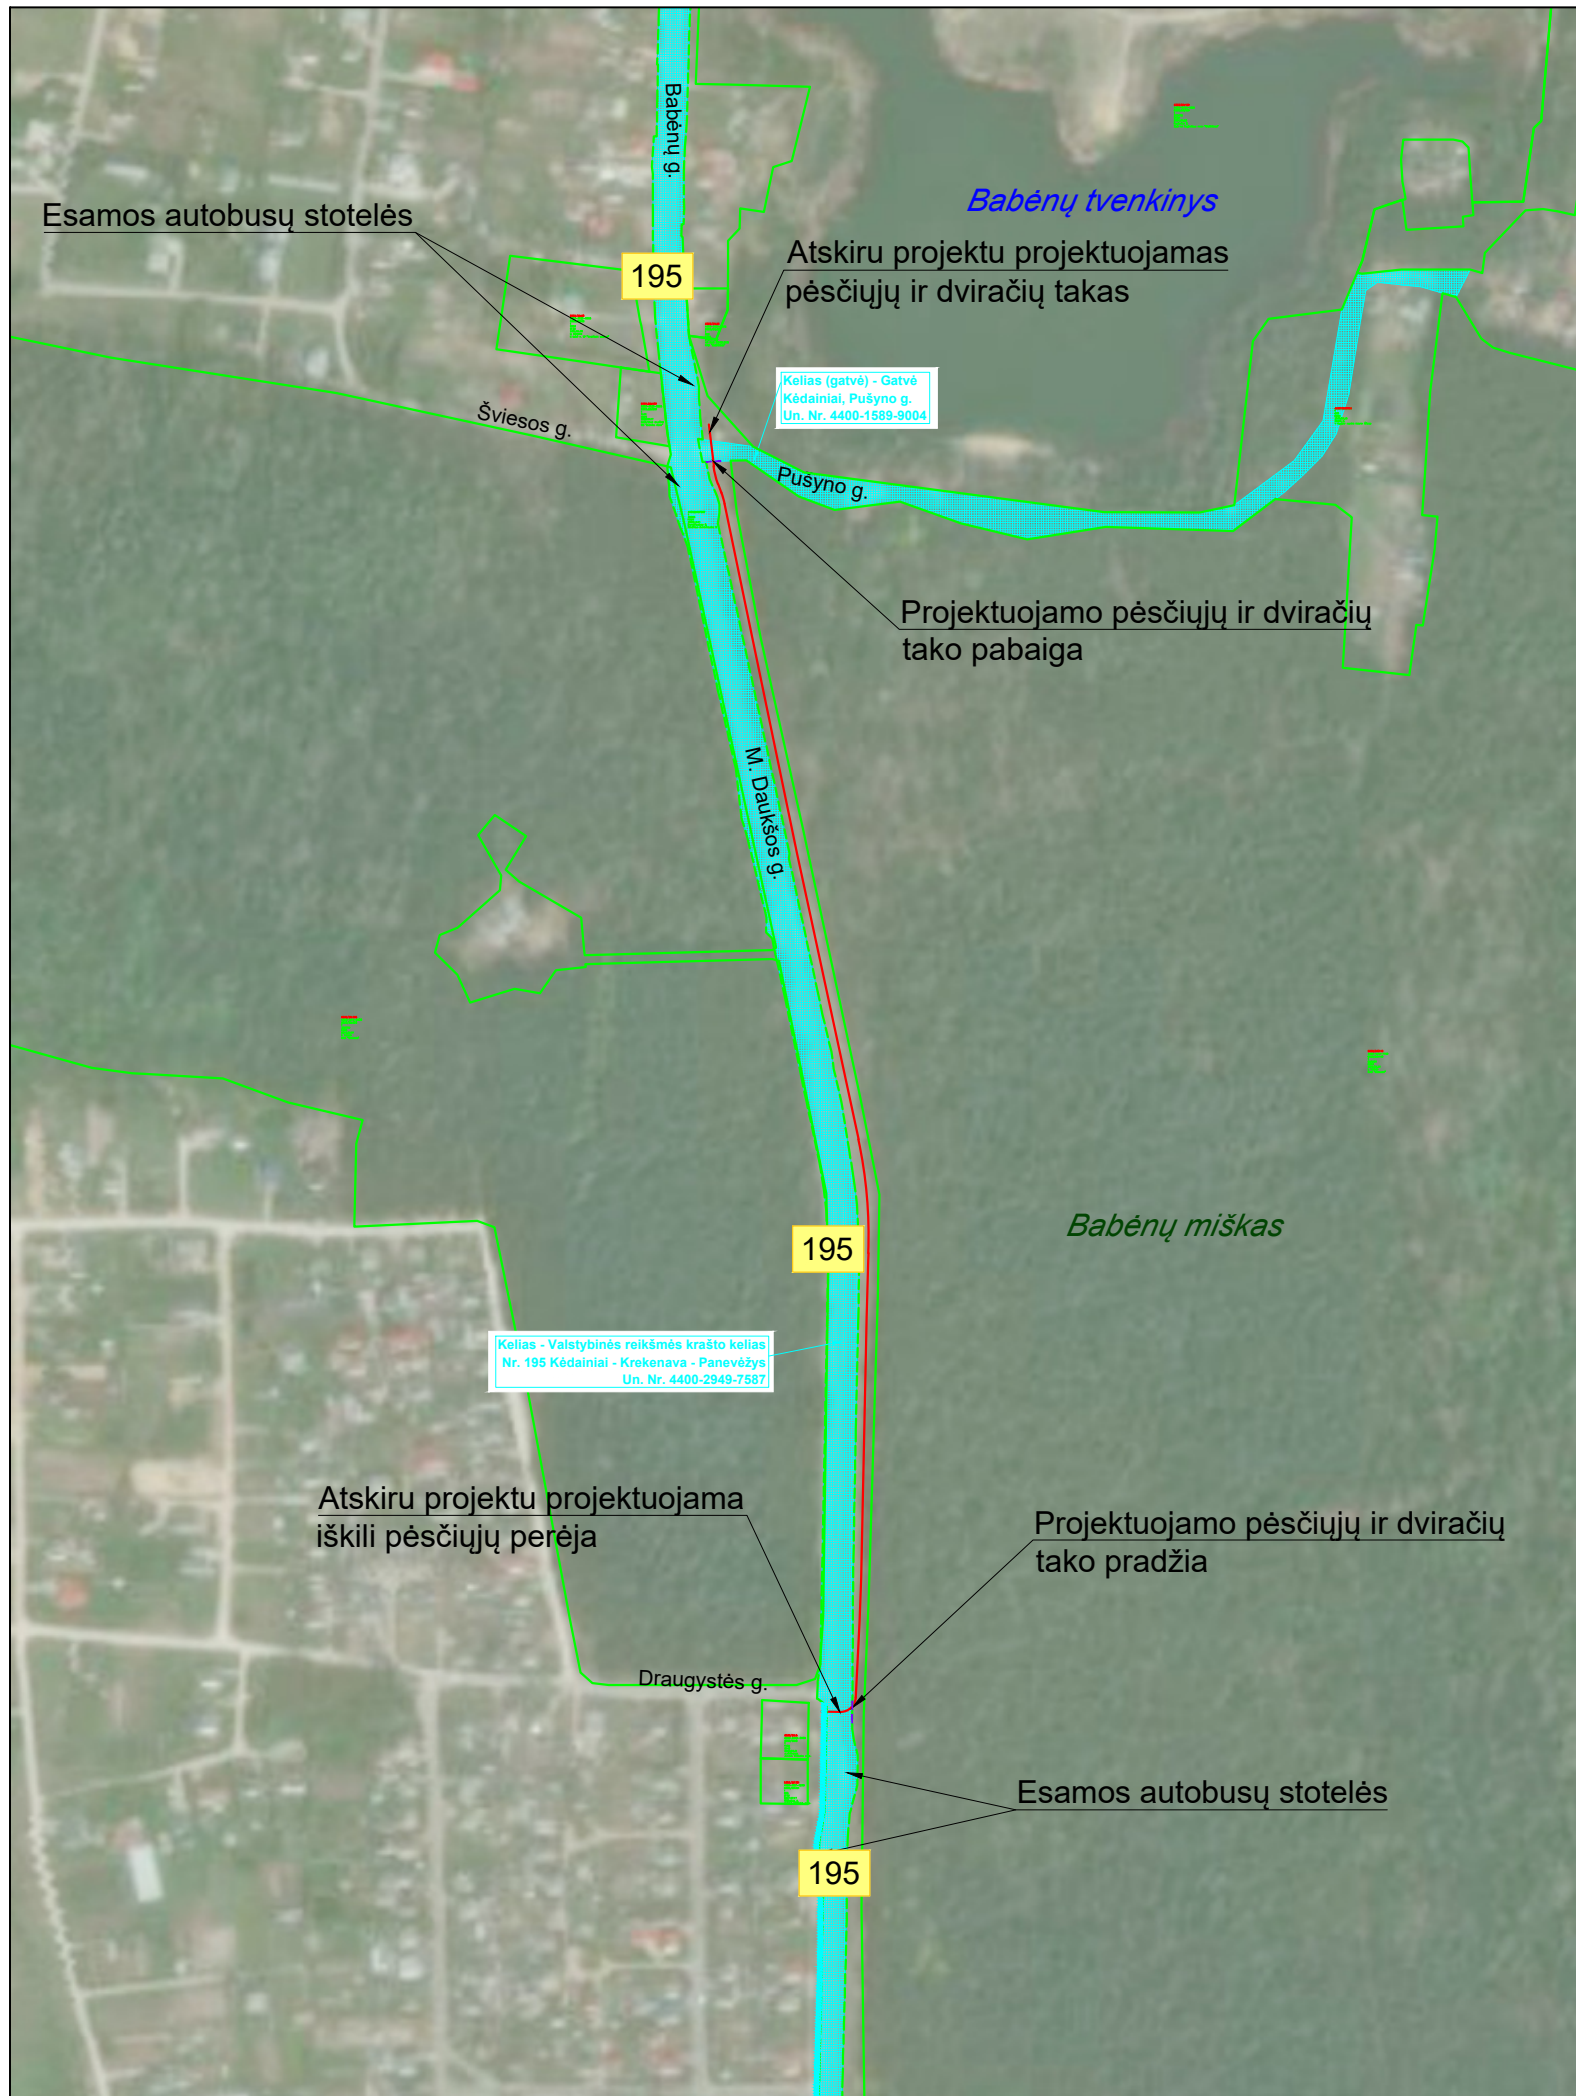 Babėnų g.
Babėnų tvenkinys
Esamos autobusų stotelės
195
Atskiru projektu projektuojamas
pėsčiųjų ir dviračių takas
Kelias (gatvė) - Gatvė
Kėdainiai, Pušyno g.
Un. Nr. 4400-1589-9004
Šviesos g.
Pušyno g.
Projektuojamo pėsčiųjų ir dviračių
tako pabaiga
M. Daukšos g.
Babėnų miškas
195
Kelias - Valstybinės reikšmės krašto kelias
Nr. 195 Kėdainiai - Krekenava - Panevėžys
Un. Nr. 4400-2949-7587
Atskiru projektu projektuojama
iškili pėsčiųjų perėja
Projektuojamo pėsčiųjų ir dviračių
tako pradžia
Draugystės g.
Esamos autobusų stotelės
195